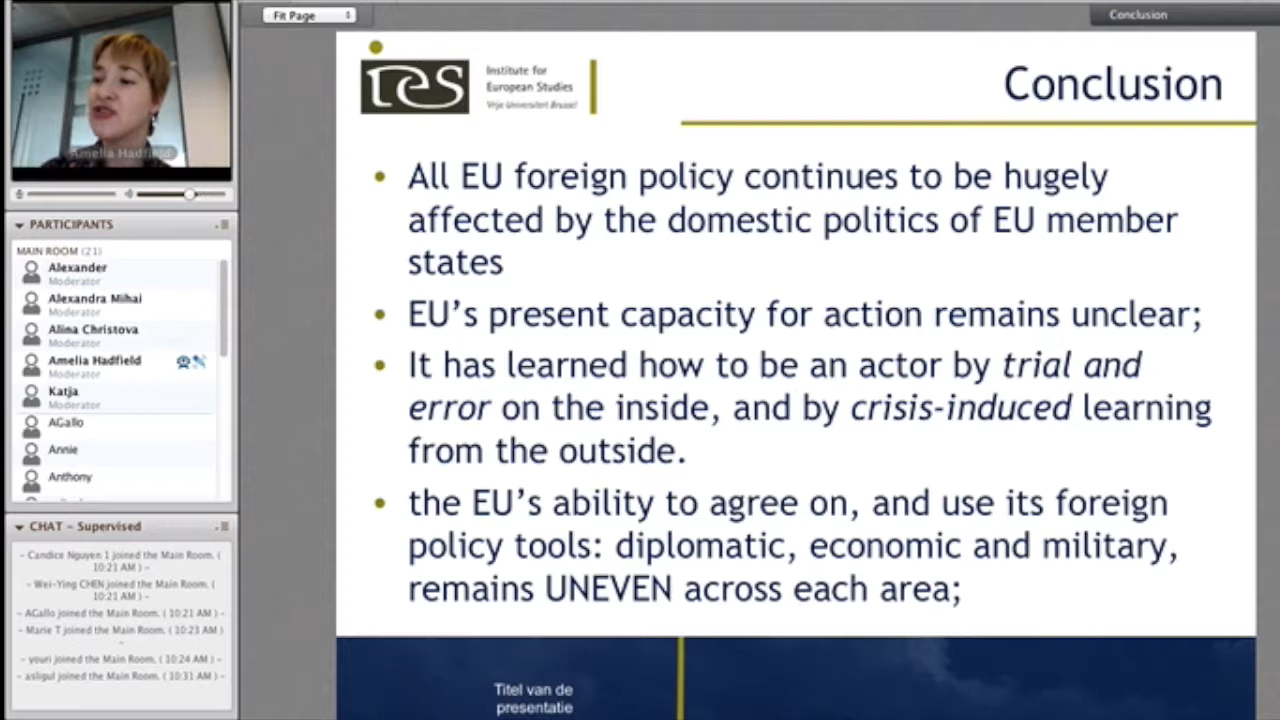 Fit Page
Conclusion
Amelia Hadfield
PARTICIPANTS
MAIN ROOM (21)
Alexander
Moderator
Alexandra Mihai
Moderator
Alina Christova
Moderator
Amelia Hadfield
Moderator
Katja
Moderator
AGallo
Annie
Anthony
CHAT - Supervised
- Candice Nguyen 1 joined the Main Room. (
10:21 AM ) -
- Wei-Ying CHEN joined the Main Room. (
10:21 AM ) -
- AGallo joined the Main Room. ( 10:21 AM ) -
- Marie T joined the Main Room. ( 10:23 AM )
-
- youri joined the Main Room. ( 10:24 AM ) -
- asligul joined the Main Room. ( 10:31 AM ) -
ies
Institute for
European Studies
Vrije Universiteit Brussel
Conclusion
• All EU foreign policy continues to be hugely
affected by the domestic politics of EU member
states
• EU’s present capacity for action remains unclear;
• It has learned how to be an actor by trial and
error on the inside, and by crisis-induced learning
from the outside.
• the EU’s ability to agree on, and use its foreign
policy tools: diplomatic, economic and military,
remains UNEVEN across each area;
Titel van de
presentatie